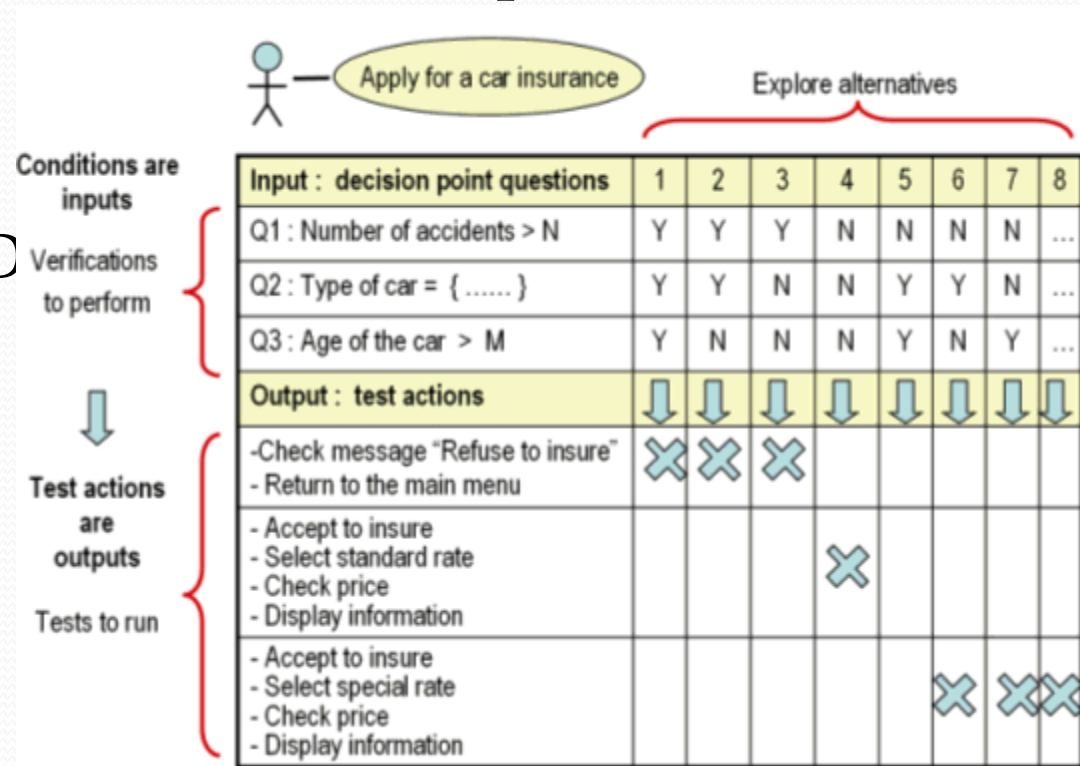 Apply for a car insurance
Explore alternatives
Conditions are
inputs
Verifications
to perform
Test actions
are
outputs
Tests to run
Input : decision point questions 1 2 3 4 5 6 7 8
Q1 : Number of accidents > N Y Y Y N N N N ...
Q2 : Type of car = { ...... } Y Y N N Y Y N ...
Q3 : Age of the car > M Y N N N Y N Y ...
Output : test actions
-Check message “Refuse to insure”
- Return to the main menu
- Accept to insure
- Select standard rate
- Check price
- Display information
- Accept to insure
- Select special rate
- Check price
- Display information